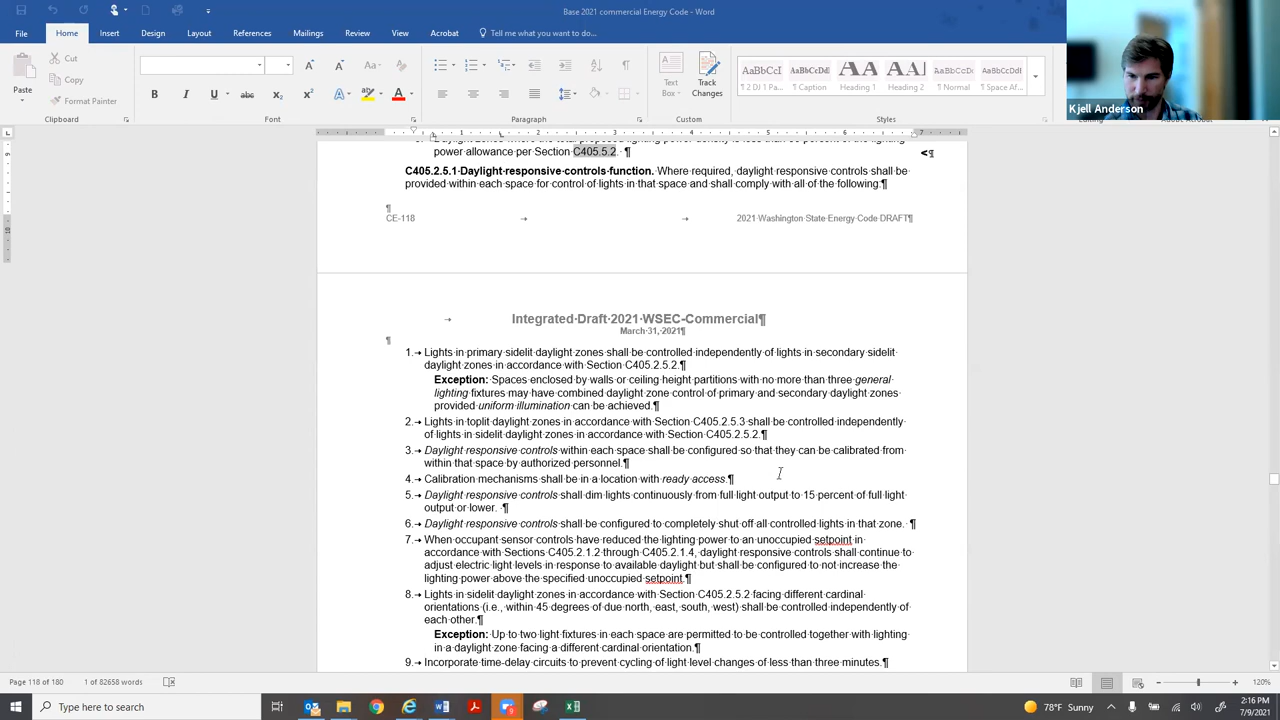 Base 2021 commercial Energy Code - Word
File Home Insert Design Layout References Mailings Review View Acrobat Tell me what you want to do...
Cut
Copy
Paste
Format Painter
B I U
Text Box
Track Changes
AaBbCcI AaBbCcDdI AA AA] AaBbCcDd AaBbCcDdI
¶ 2 DJ 1 Pa... ¶ Caption Heading 1 Heading 2 ¶ Normal ¶ Space Af...
Clipboard Font Paragraph Custom Styles Editing Adobe Acrobat
Kjell Anderson
power allowance per Section C405.5.2. ¶
C405.2.5.1 Daylight responsive controls function. Where required, daylight responsive controls shall be
provided within each space for control of lights in that space and shall comply with all of the following:¶
¶
CE-118 → → 2021 Washington State Energy Code DRAFT¶
→ Integrated Draft 2021 WSEC-Commercial¶
March 31, 2021¶
¶
1.→ Lights in primary sidelit daylight zones shall be controlled independently of lights in secondary sidelit
daylight zones in accordance with Section C405.2.5.2.¶
Exception: Spaces enclosed by walls or ceiling height partitions with no more than three general
lighting fixtures may have combined daylight zone control of primary and secondary daylight zones
provided uniform illumination can be achieved.¶
2.→ Lights in toplit daylight zones in accordance with Section C405.2.5.3 shall be controlled independently
of lights in sidelit daylight zones in accordance with Section C405.2.5.2.¶
3.→ Daylight responsive controls within each space shall be configured so that they can be calibrated from
within that space by authorized personnel.¶
4.→ Calibration mechanisms shall be in a location with ready access.¶
5.→ Daylight responsive controls shall dim lights continuously from full light output to 15 percent of full light
output or lower. ¶
6.→ Daylight responsive controls shall be configured to completely shut off all controlled lights in that zone. ¶
7.→ When occupant sensor controls have reduced the lighting power to an unoccupied setpoint in
accordance with Sections C405.2.1.2 through C405.2.1.4, daylight responsive controls shall continue to
adjust electric light levels in response to available daylight but shall be configured to not increase the
lighting power above the specified unoccupied setpoint.¶
8.→ Lights in sidelit daylight zones in accordance with Section C405.2.5.2 facing different cardinal
orientations (i.e., within 45 degrees of due north, east, south, west) shall be controlled independently of
each other.¶
Exception: Up to two light fixtures in each space are permitted to be controlled together with lighting
in a daylight zone facing a different cardinal orientation.¶
9.→ Incorporate time-delay circuits to prevent cycling of light level changes of less than three minutes.¶
Page 118 of 180 1 of 82658 words 120%
Type here to search 78°F Sunny 2:16 PM
7/9/2021